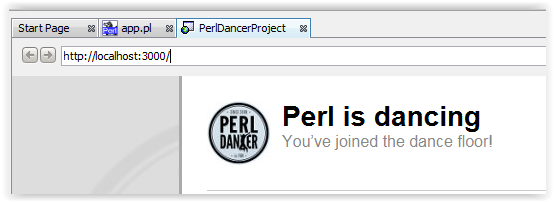 Start Page
app.pl
PerlDancerProject
http://localhost:3000/
PERL
DANCER
Perl is dancing
You've joined the dance floor!